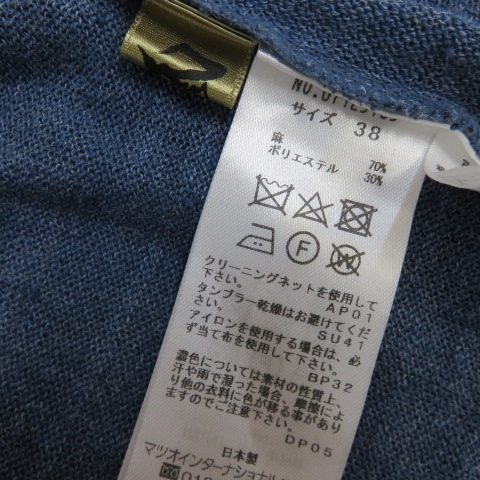 サイズ 38
麻 70%
ポリエステル 30%
F
クリーニングネットを使用して
下さい。 AP01
タンブラー乾燥はお避けくだ
さい。 SU41
アイロンを使用する場合は、必
ず当て布を使用して下さい。
BP32
濃色については素材の性質上、
汗や雨で湿った場合、摩擦によ
り他の衣料に色が移る事があり
ますのでご注意下さい。
DP05
日本製
マツオインターナショナル